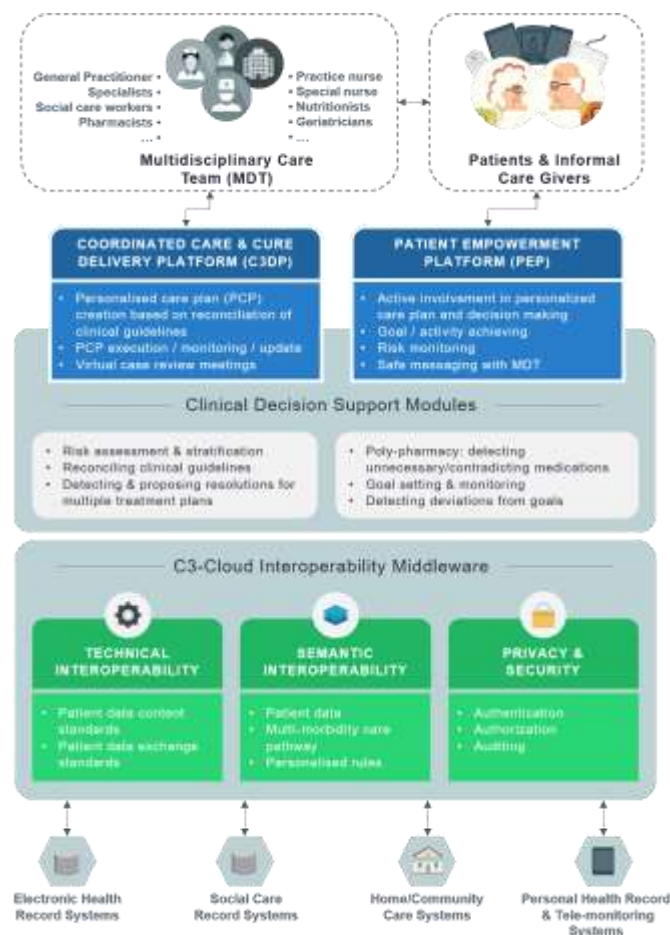 General Practitioner •
Specialists •
Social care workers •
Pharmacists •
... •
• Practice nurse
• Special nurse
• Nutritionists
• Geriatricians
• ...
Multidisciplinary Care
Team (MDT)
Patients & Informal
Care Givers
COORDINATED CARE & CURE
DELIVERY PLATFORM (C3DP)
• Personalised care plan (PCP)
creation based on reconciliation of
clinical guidelines
• PCP execution / monitoring / update
• Virtual case review meetings
PATIENT EMPOWERMENT
PLATFORM (PEP)
• Active involvement in personalized
care plan and decision making
• Goal / activity achieving
• Risk monitoring
• Safe messaging with MDT
Clinical Decision Support Modules
• Risk assessment & stratification
• Reconciling clinical guidelines
• Detecting & proposing resolutions for
multiple treatment plans
• Poly-pharmacy: detecting
unnecessary/contradicting medications
• Goal setting & monitoring
• Detecting deviations from goals
C3-Cloud Interoperability Middleware
TECHNICAL
INTEROPERABILITY
• Patient data content
standards
• Patient data exchange
standards
SEMANTIC
INTEROPERABILITY
• Patient data
• Multi-morbidity care
pathway
• Personalised rules
PRIVACY &
SECURITY
• Authentication
• Authorization
• Auditing
Electronic Health
Record Systems
Social Care
Record Systems
Home/Community
Care Systems
Personal Health Record
& Tele-monitoring
Systems